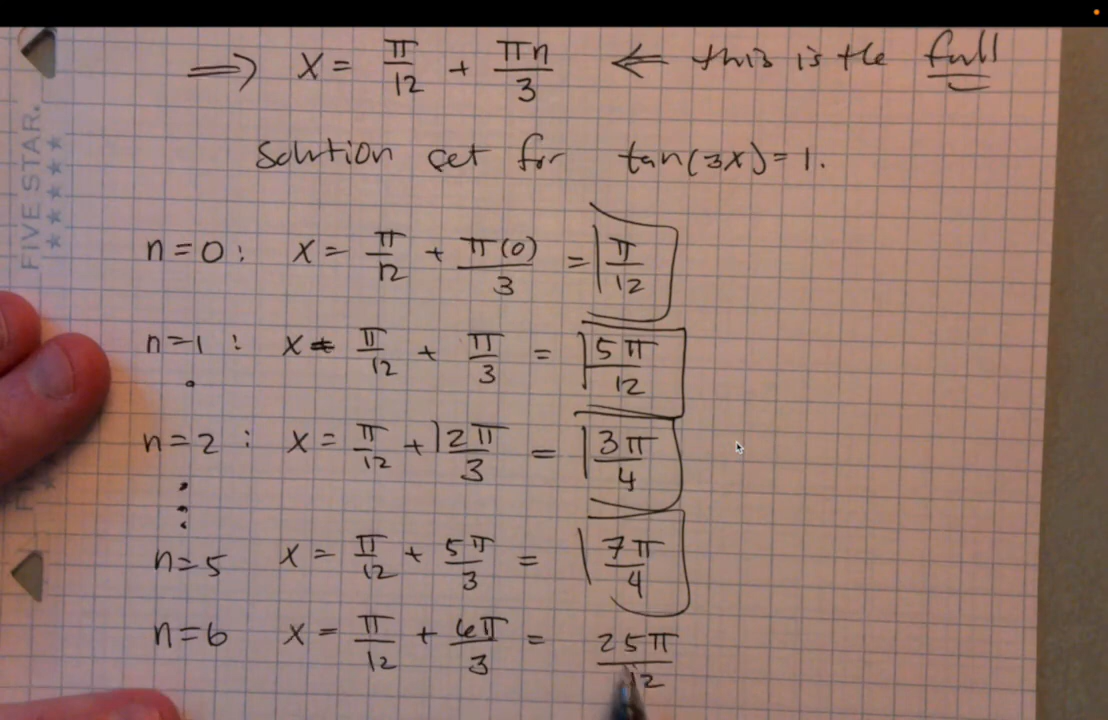 ⇒ x = π/12 + πn/3 ← this is the full
solution set for tan(3x) = 1.
n = 0 : x = π/12 + π(0)/3 = π/12
n = 1 : x = π/12 + π/3 = 5π/12
n = 2 : x = π/12 + 2π/3 = 3π/4
⋮
n = 5 x = π/12 + 5π/3 = 7π/4
n = 6 x = π/12 + 6π/3 = 25π/12
FIVE STAR.